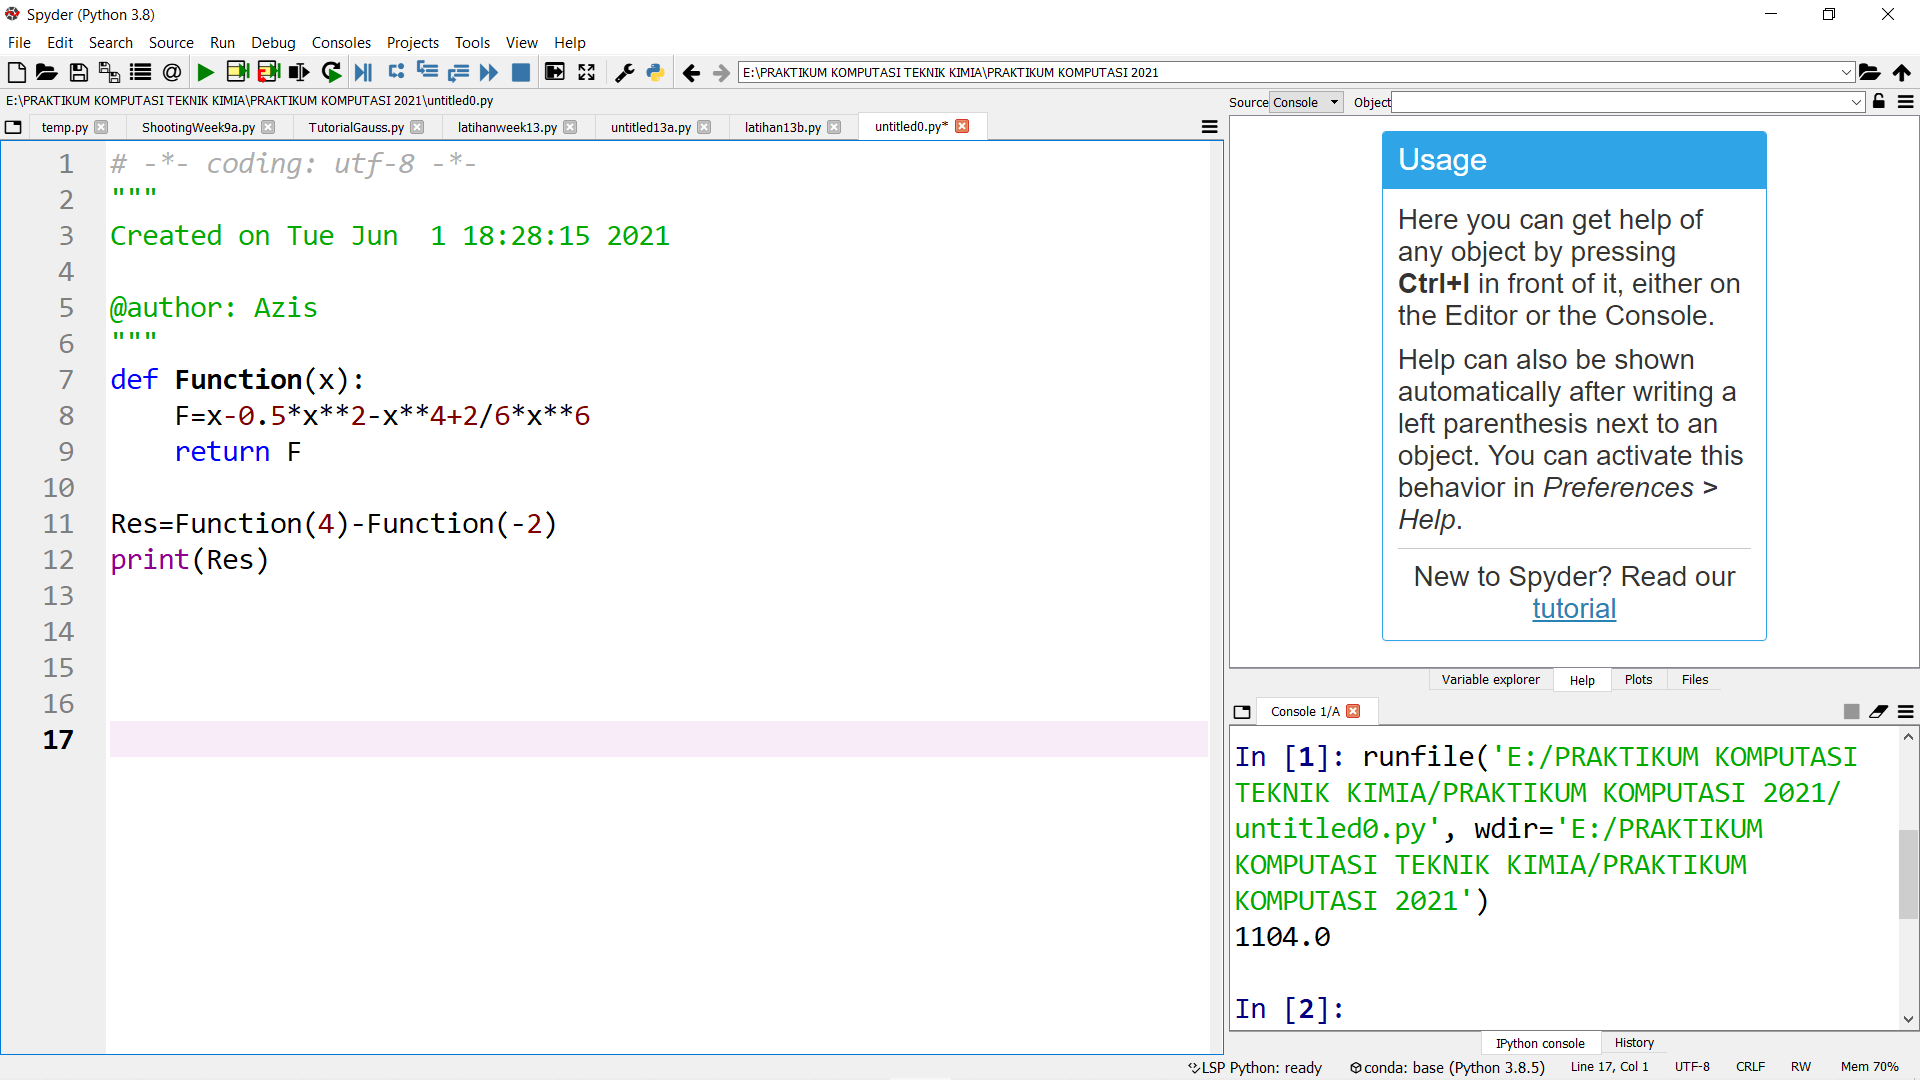 Spyder (Python 3.8)
File Edit Search Source Run Debug Consoles Projects Tools View Help
E:\PRAKTIKUM KOMPUTASI TEKNIK KIMIA\PRAKTIKUM KOMPUTASI 2021
E:\PRAKTIKUM KOMPUTASI TEKNIK KIMIA\PRAKTIKUM KOMPUTASI 2021\untitled0.py
temp.py ShootingWeek9a.py TutorialGauss.py latihanweek13.py untitled13a.py latihan13b.py untitled0.py*
1 # -*- coding: utf-8 -*-
2 """
3 Created on Tue Jun  1 18:28:15 2021
4
5 @author: Azis
6 """
7 def Function(x):
8     F=x-0.5*x**2-x**4+2/6*x**6
9     return F
10
11 Res=Function(4)-Function(-2)
12 print(Res)
13
14
15
16
17
Source Console Object
Usage
Here you can get help of
any object by pressing
Ctrl+I in front of it, either on
the Editor or the Console.
Help can also be shown
automatically after writing a
left parenthesis next to an
object. You can activate this
behavior in Preferences >
Help.
New to Spyder? Read our
tutorial
Variable explorer Help Plots Files
Console 1/A
In [1]: runfile('E:/PRAKTIKUM KOMPUTASI
TEKNIK KIMIA/PRAKTIKUM KOMPUTASI 2021/
untitled0.py', wdir='E:/PRAKTIKUM
KOMPUTASI TEKNIK KIMIA/PRAKTIKUM
KOMPUTASI 2021')
1104.0
In [2]:
IPython console History
LSP Python: ready conda: base (Python 3.8.5) Line 17, Col 1 UTF-8 CRLF RW Mem 70%